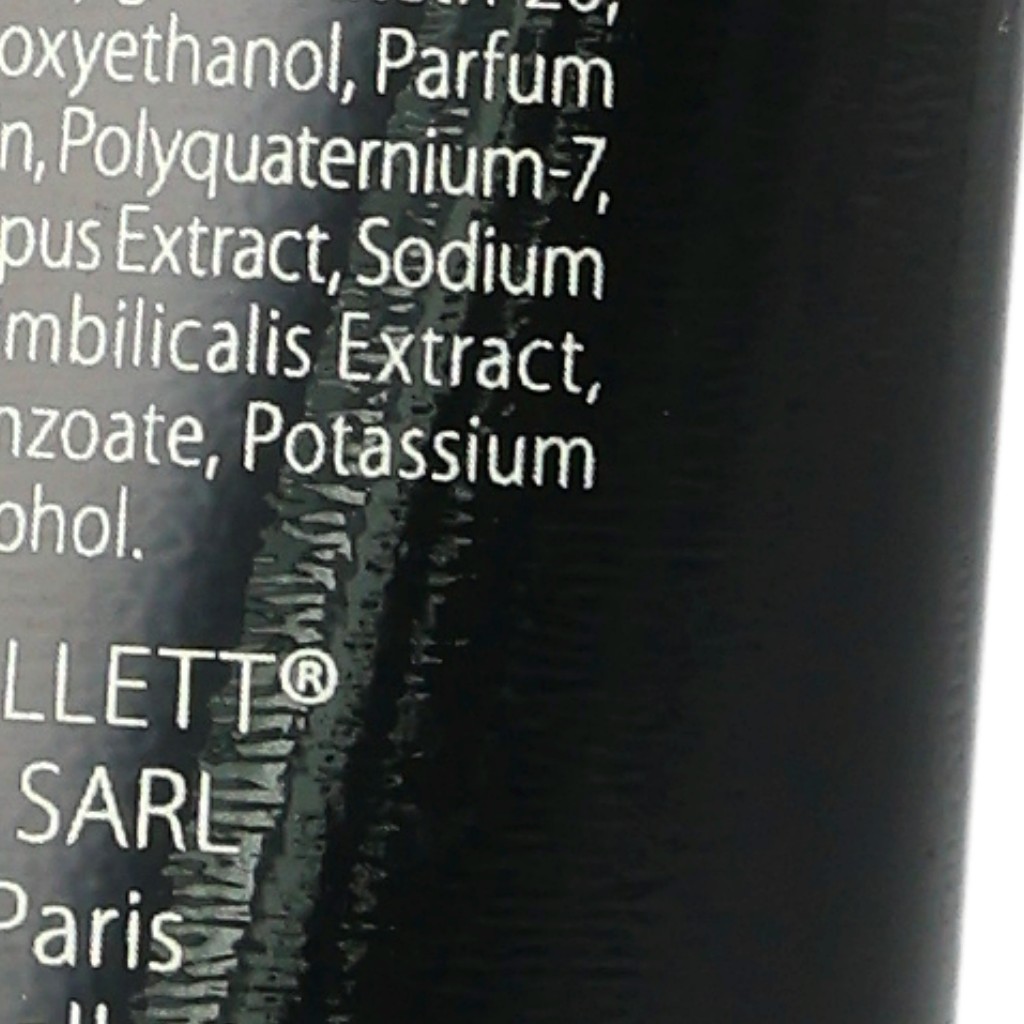 oxyethanol, Parfum
n, Polyquaternium-7,
pus Extract, Sodium
mbilicalis Extract,
nzoate, Potassium
ohol.
LLETT®
SARL
Paris